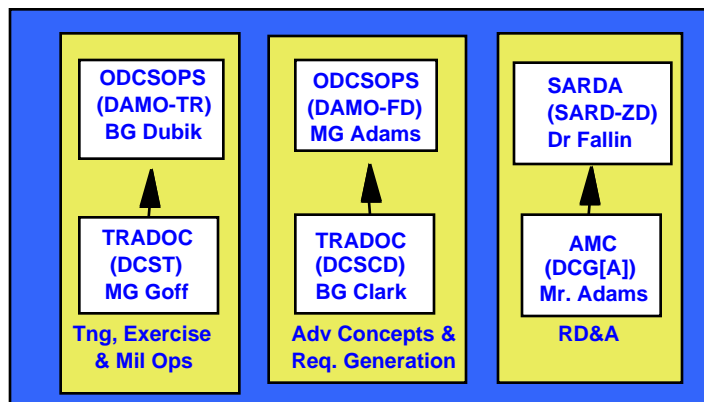 ODCSOPS
(DAMO-TR)
BG Dubik
TRADOC
(DCST)
MG Goff
Tng, Exercise
& Mil Ops
ODCSOPS
(DAMO-FD)
MG Adams
TRADOC
(DCSCD)
BG Clark
Adv Concepts &
Req. Generation
SARDA
(SARD-ZD)
Dr Fallin
AMC
(DCG[A])
Mr. Adams
RD&A